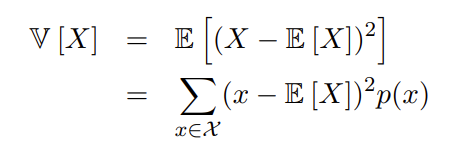 𝕍 [X] = 𝔼 [(X − 𝔼 [X])²]
= ∑_{x∈𝒳} (x − 𝔼 [X])² p(x)